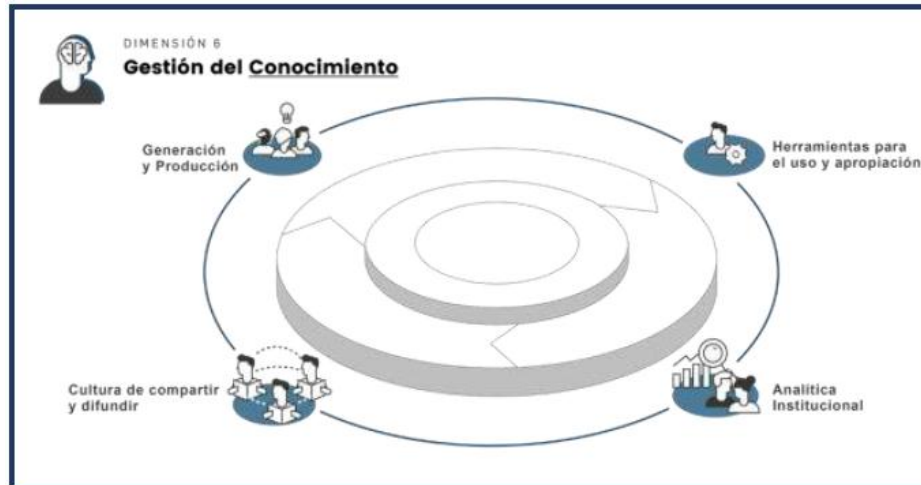 DIMENSIÓN 6
Gestión del Conocimiento
Generación
y Producción
Herramientas para
el uso y apropiación
Cultura de compartir
y difundir
Analítica
Institucional